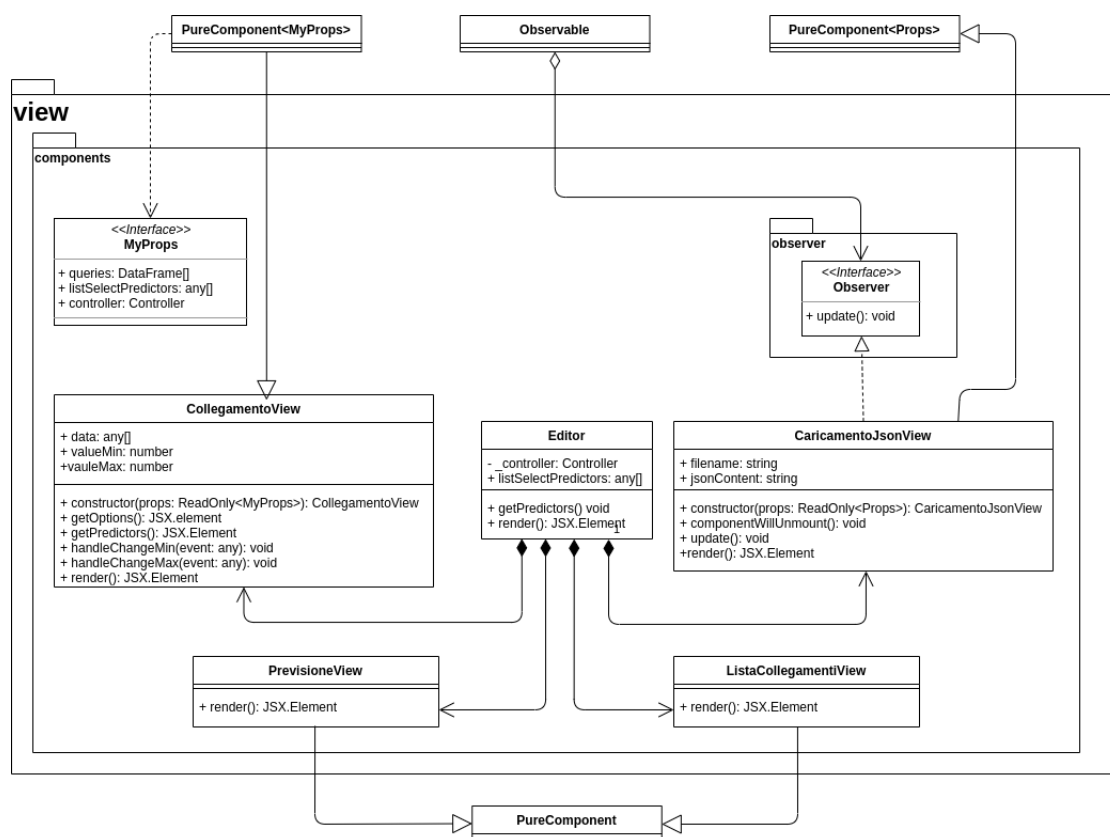 PureComponent<MyProps>
Observable
PureComponent<Props>
view
components
<<Interface>>
MyProps
+ queries: DataFrame[]
+ listSelectPredictors: any[]
+ controller: Controller
observer
<<Interface>>
Observer
+ update(): void
CollegamentoView
+ data: any[]
+ valueMin: number
+vauleMax: number
+ constructor(props: ReadOnly<MyProps>): CollegamentoView
+ getOptions(): JSX.element
+ getPredictors(): JSX.Element
+ handleChangeMin(event: any): void
+ handleChangeMax(event: any): void
+ render(): JSX.Element
Editor
- _controller: Controller
+ listSelectPredictors: any[]
+ getPredictors() void
+ render(): JSX.Element
1
CaricamentoJsonView
+ filename: string
+ jsonContent: string
+ constructor(props: ReadOnly<Props>): CaricamentoJsonView
+ componentWillUnmount(): void
+ update(): void
+render(): JSX.Element
PrevisioneView
+ render(): JSX.Element
ListaCollegamentiView
+ render(): JSX.Element
PureComponent